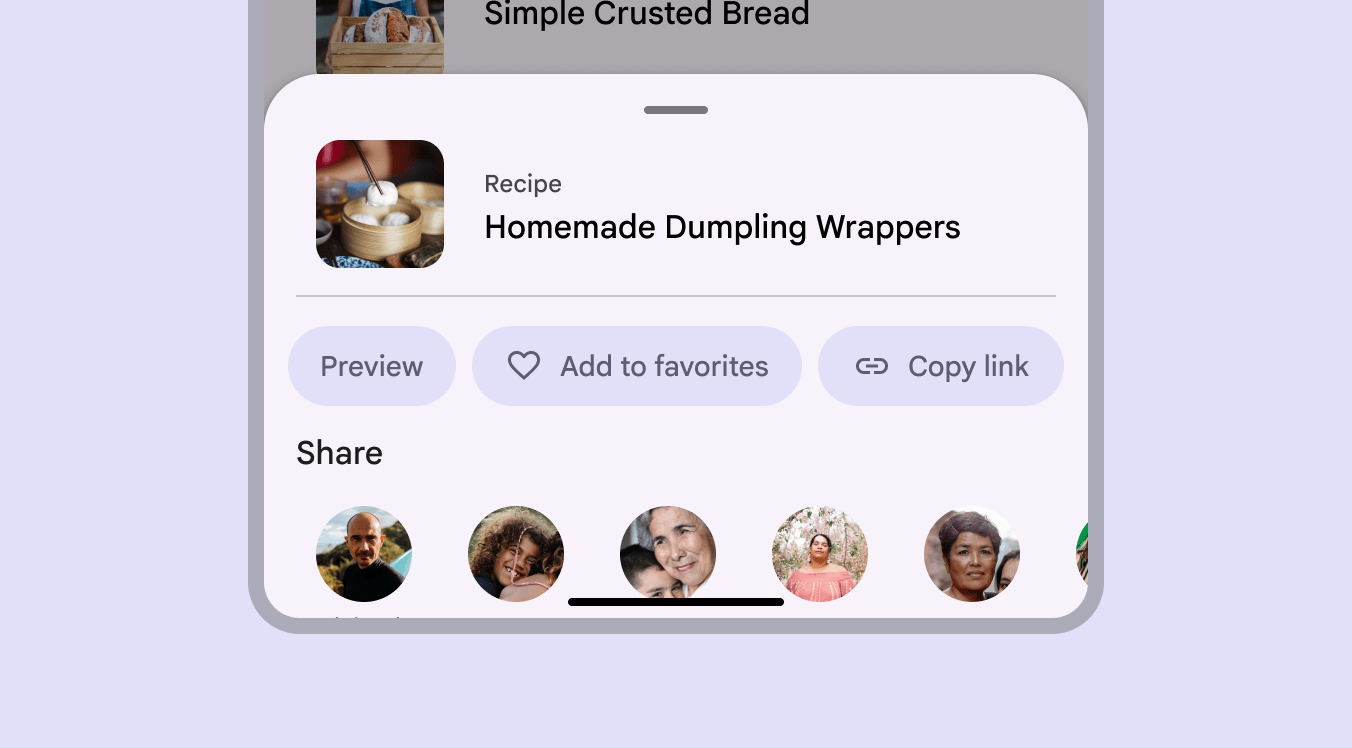 Simple Crusted Bread
Recipe
Homemade Dumpling Wrappers
Preview
Add to favorites
Copy link
Share